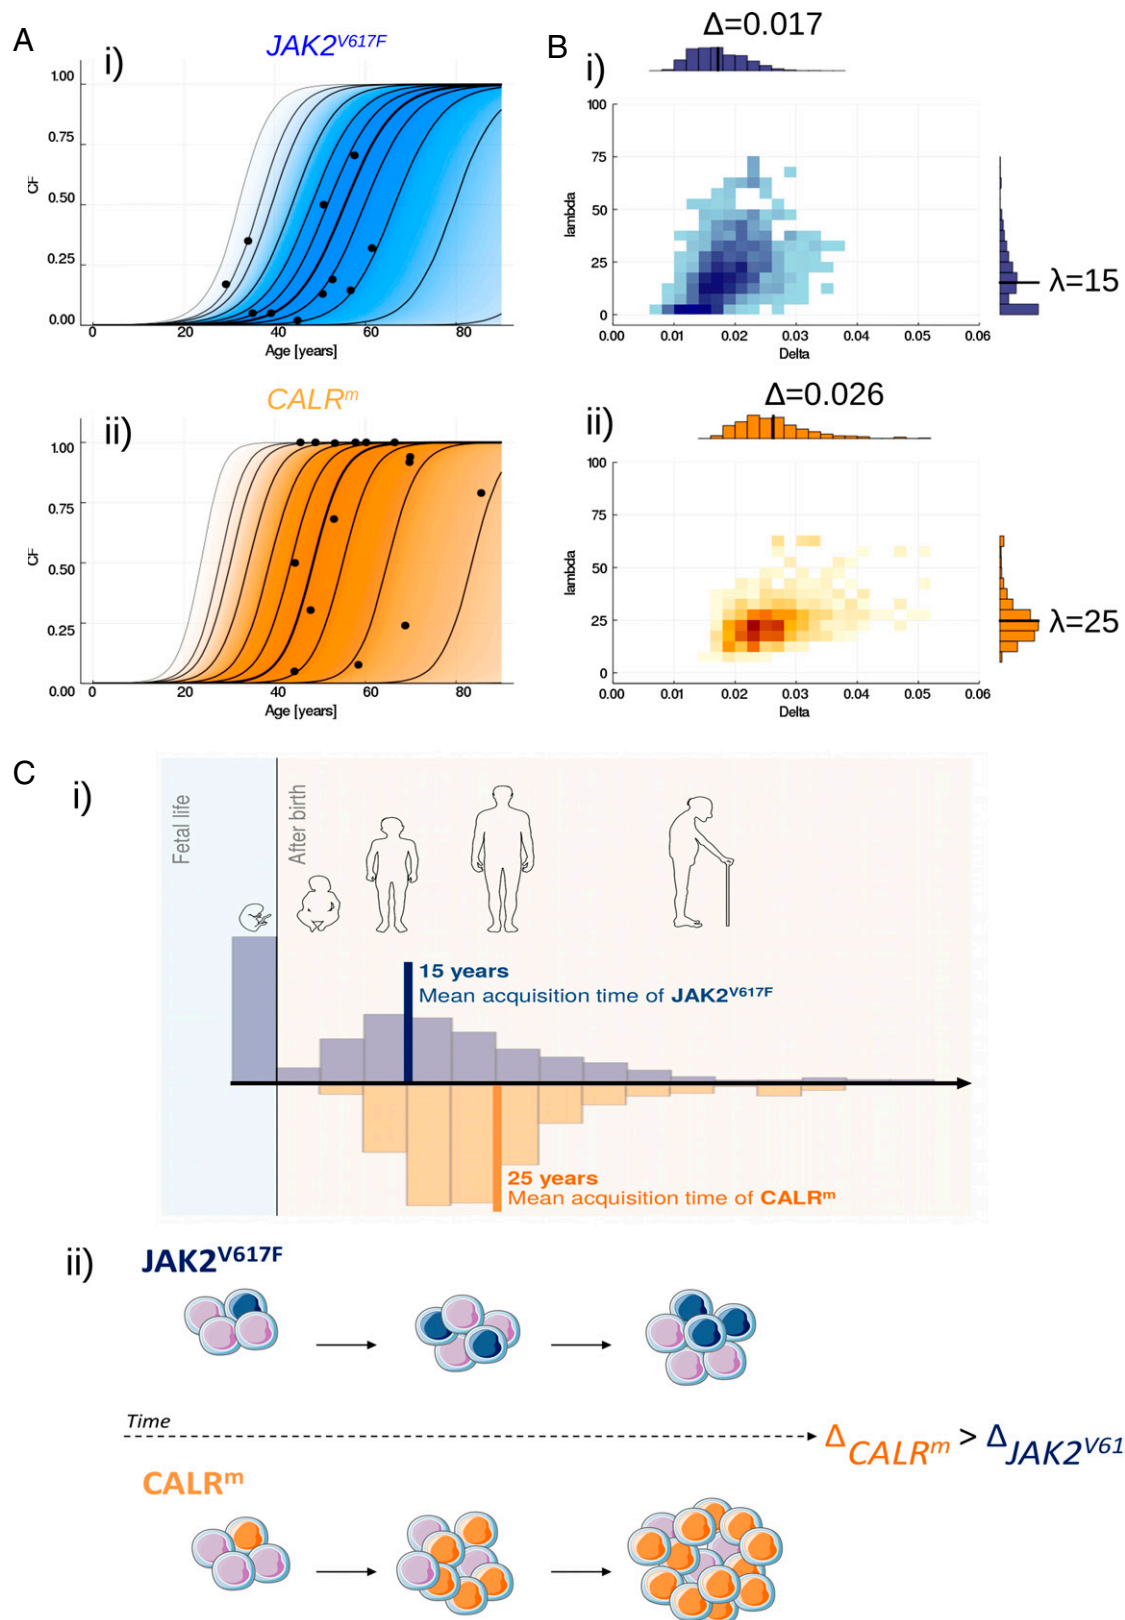 A
i)
JAK2V617F
1.00
0.75
0.50
0.25
0.00
CF
0
20
40
60
80
Age [years]
ii)
CALRm
1.00
0.75
0.50
0.25
0.00
CF
0
20
40
60
80
Age [years]
B
i)
Δ=0.017
100
75
50
25
0
lambda
0.00
0.01
0.02
0.03
0.04
0.05
0.06
Delta
λ=15
ii)
Δ=0.026
100
75
50
25
0
lambda
0.00
0.01
0.02
0.03
0.04
0.05
0.06
Delta
λ=25
C
i)
Fetal life
After birth
15 years
Mean acquisition time of JAK2V617F
25 years
Mean acquisition time of CALRm
ii)
JAK2V617F
Time
ΔCALRm > ΔJAK2V61
CALRm